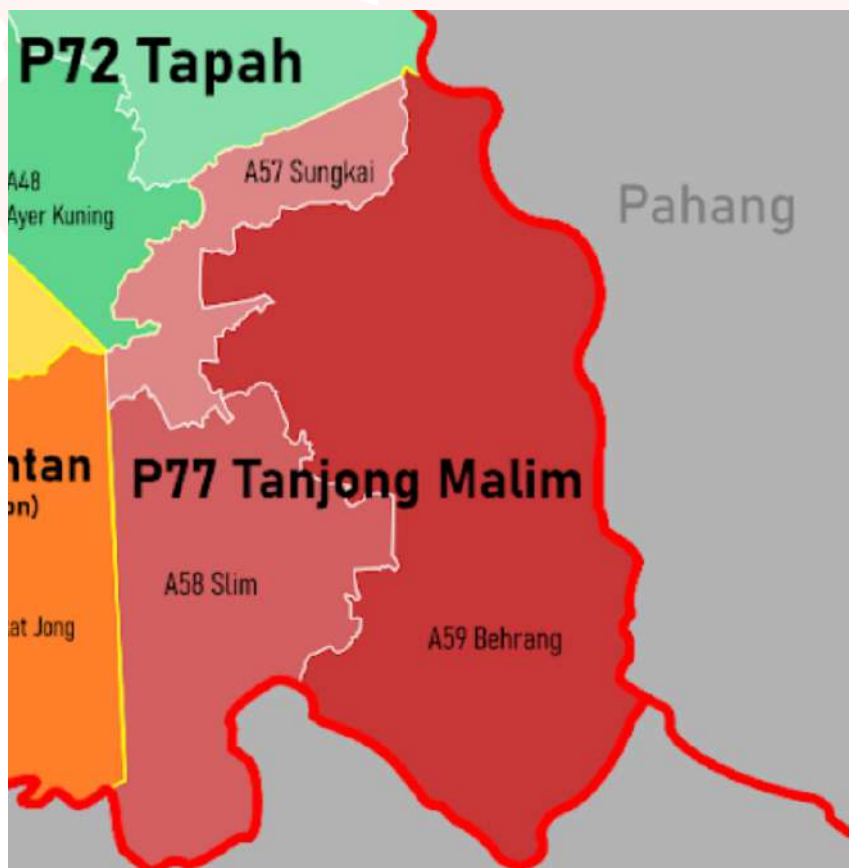 P72 Tapah
A57 Sungkai
A48
Ayer Kuning
Pahang
ntan
on)
P77 Tanjong Malim
A58 Slim
at Jong
A59 Behrang